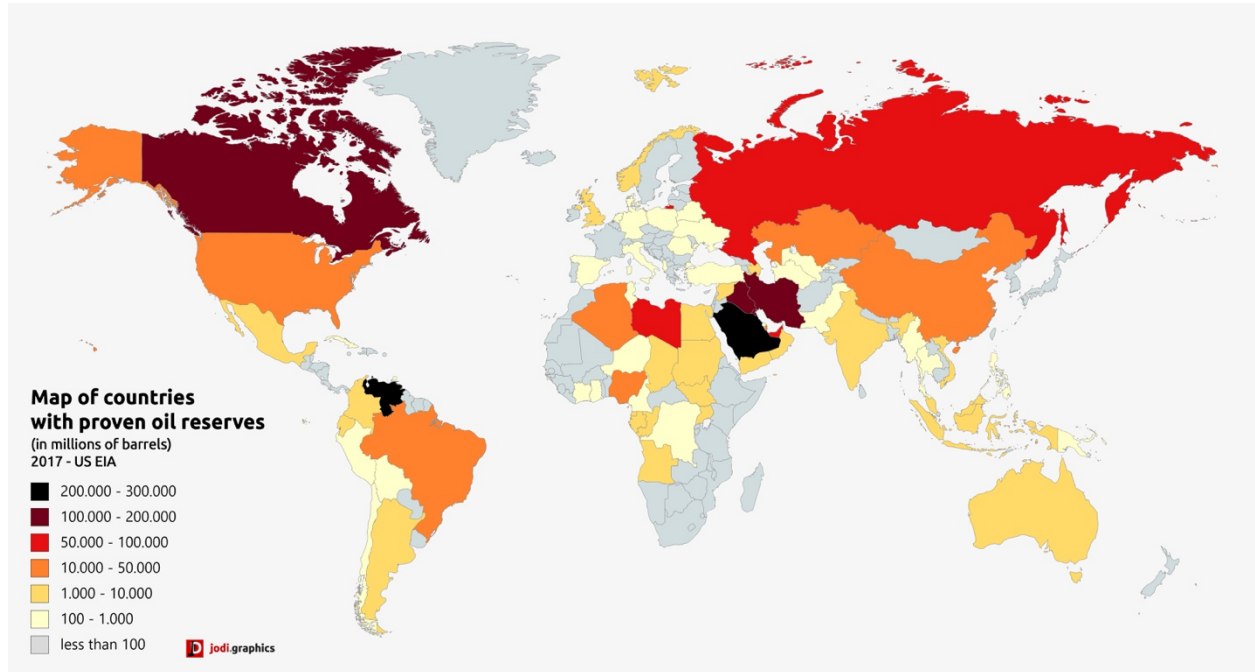 Map of countries
with proven oil reserves
(in millions of barrels)
2017 - US EIA
200.000 - 300.000
100.000 - 200.000
50.000 - 100.000
10.000 - 50.000
1.000 - 10.000
100 - 1.000
less than 100
JD jodi.graphics